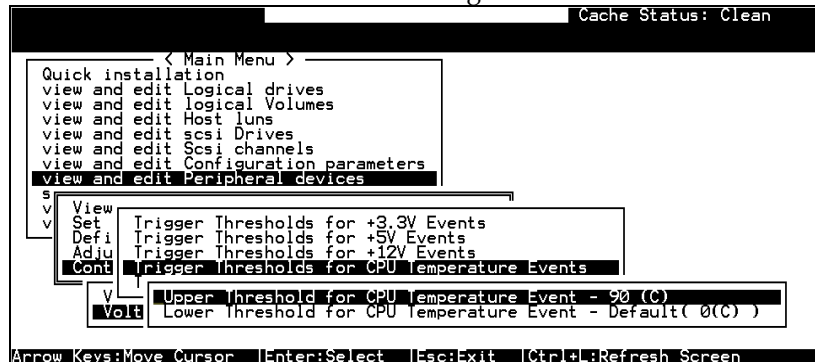 Cache Status: Clean
< Main Menu >
Quick installation
view and edit Logical drives
view and edit logical Volumes
view and edit Host luns
view and edit scsi Drives
view and edit Scsi channels
view and edit Configuration parameters
view and edit Peripheral devices
s
v View
v Set
Defi
Adju
Cont
Trigger Thresholds for +3.3V Events
Trigger Thresholds for +5V Events
Trigger Thresholds for +12V Events
Trigger Thresholds for CPU Temperature Events
V
Volt
Upper Threshold for CPU Temperature Event - 90 (C)
Lower Threshold for CPU Temperature Event - Default( 0(C) )
Arrow Keys:Move Cursor |Enter:Select |Esc:Exit |Ctrl+L:Refresh Screen